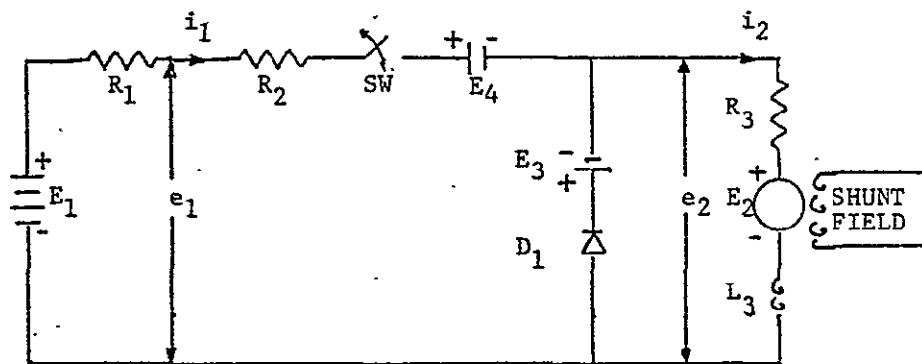 i1
i2
R1
R2
SW
+ -
E4
R3
+
E1
-
e1
E3
-
+
D1
e2
+
E2
-
SHUNT
FIELD
L3